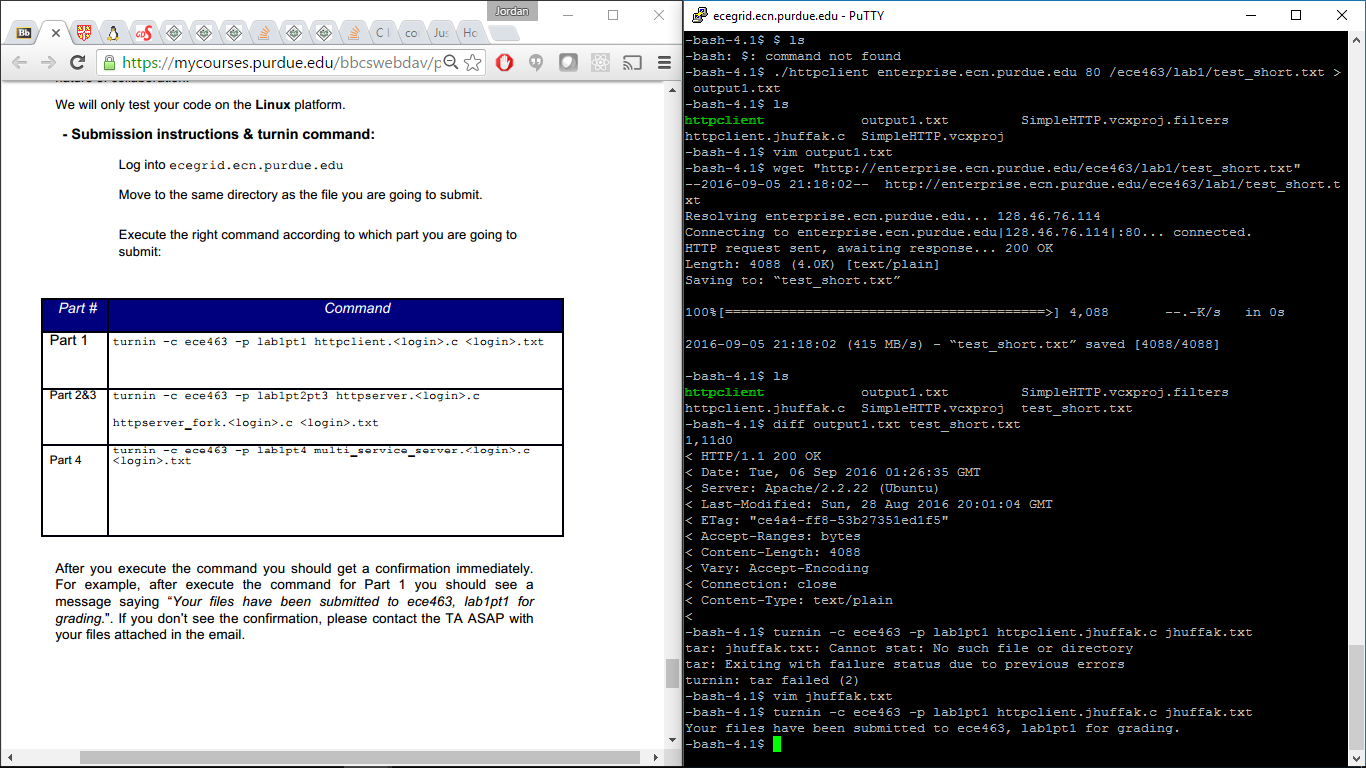 Jordan
Bb
C l
co
Jus
Ho
https://mycourses.purdue.edu/bbcswebdav/p
We will only test your code on the Linux platform.
- Submission instructions & turnin command:
Log into ecegrid.ecn.purdue.edu
Move to the same directory as the file you are going to submit.
Execute the right command according to which part you are going to
submit:
Part # Command
Part 1 turnin -c ece463 -p lab1pt1 httpclient.<login>.c <login>.txt
Part 2&3 turnin -c ece463 -p lab1pt2pt3 httpserver.<login>.c
httpserver_fork.<login>.c <login>.txt
Part 4 turnin -c ece463 -p lab1pt4 multi_service_server.<login>.c
<login>.txt
After you execute the command you should get a confirmation immediately.
For example, after execute the command for Part 1 you should see a
message saying “Your files have been submitted to ece463, lab1pt1 for
grading.”. If you don’t see the confirmation, please contact the TA ASAP with
your files attached in the email.
ecegrid.ecn.purdue.edu - PuTTY
-bash-4.1$ $ ls
-bash: $: command not found
-bash-4.1$ ./httpclient enterprise.ecn.purdue.edu 80 /ece463/lab1/test_short.txt >
output1.txt
-bash-4.1$ ls
httpclient output1.txt SimpleHTTP.vcxproj.filters
httpclient.jhuffak.c SimpleHTTP.vcxproj
-bash-4.1$ vim output1.txt
-bash-4.1$ wget "http://enterprise.ecn.purdue.edu/ece463/lab1/test_short.txt"
--2016-09-05 21:18:02-- http://enterprise.ecn.purdue.edu/ece463/lab1/test_short.t
xt
Resolving enterprise.ecn.purdue.edu... 128.46.76.114
Connecting to enterprise.ecn.purdue.edu|128.46.76.114|:80... connected.
HTTP request sent, awaiting response... 200 OK
Length: 4088 (4.0K) [text/plain]
Saving to: “test_short.txt”
100%[========================================>] 4,088 --.-K/s in 0s
2016-09-05 21:18:02 (415 MB/s) - “test_short.txt” saved [4088/4088]
-bash-4.1$ ls
httpclient output1.txt SimpleHTTP.vcxproj.filters
httpclient.jhuffak.c SimpleHTTP.vcxproj test_short.txt
-bash-4.1$ diff output1.txt test_short.txt
1,11d0
< HTTP/1.1 200 OK
< Date: Tue, 06 Sep 2016 01:26:35 GMT
< Server: Apache/2.2.22 (Ubuntu)
< Last-Modified: Sun, 28 Aug 2016 20:01:04 GMT
< ETag: "ce4a4-ff8-53b27351ed1f5"
< Accept-Ranges: bytes
< Content-Length: 4088
< Vary: Accept-Encoding
< Connection: close
< Content-Type: text/plain
<
-bash-4.1$ turnin -c ece463 -p lab1pt1 httpclient.jhuffak.c jhuffak.txt
tar: jhuffak.txt: Cannot stat: No such file or directory
tar: Exiting with failure status due to previous errors
turnin: tar failed (2)
-bash-4.1$ vim jhuffak.txt
-bash-4.1$ turnin -c ece463 -p lab1pt1 httpclient.jhuffak.c jhuffak.txt
Your files have been submitted to ece463, lab1pt1 for grading.
-bash-4.1$